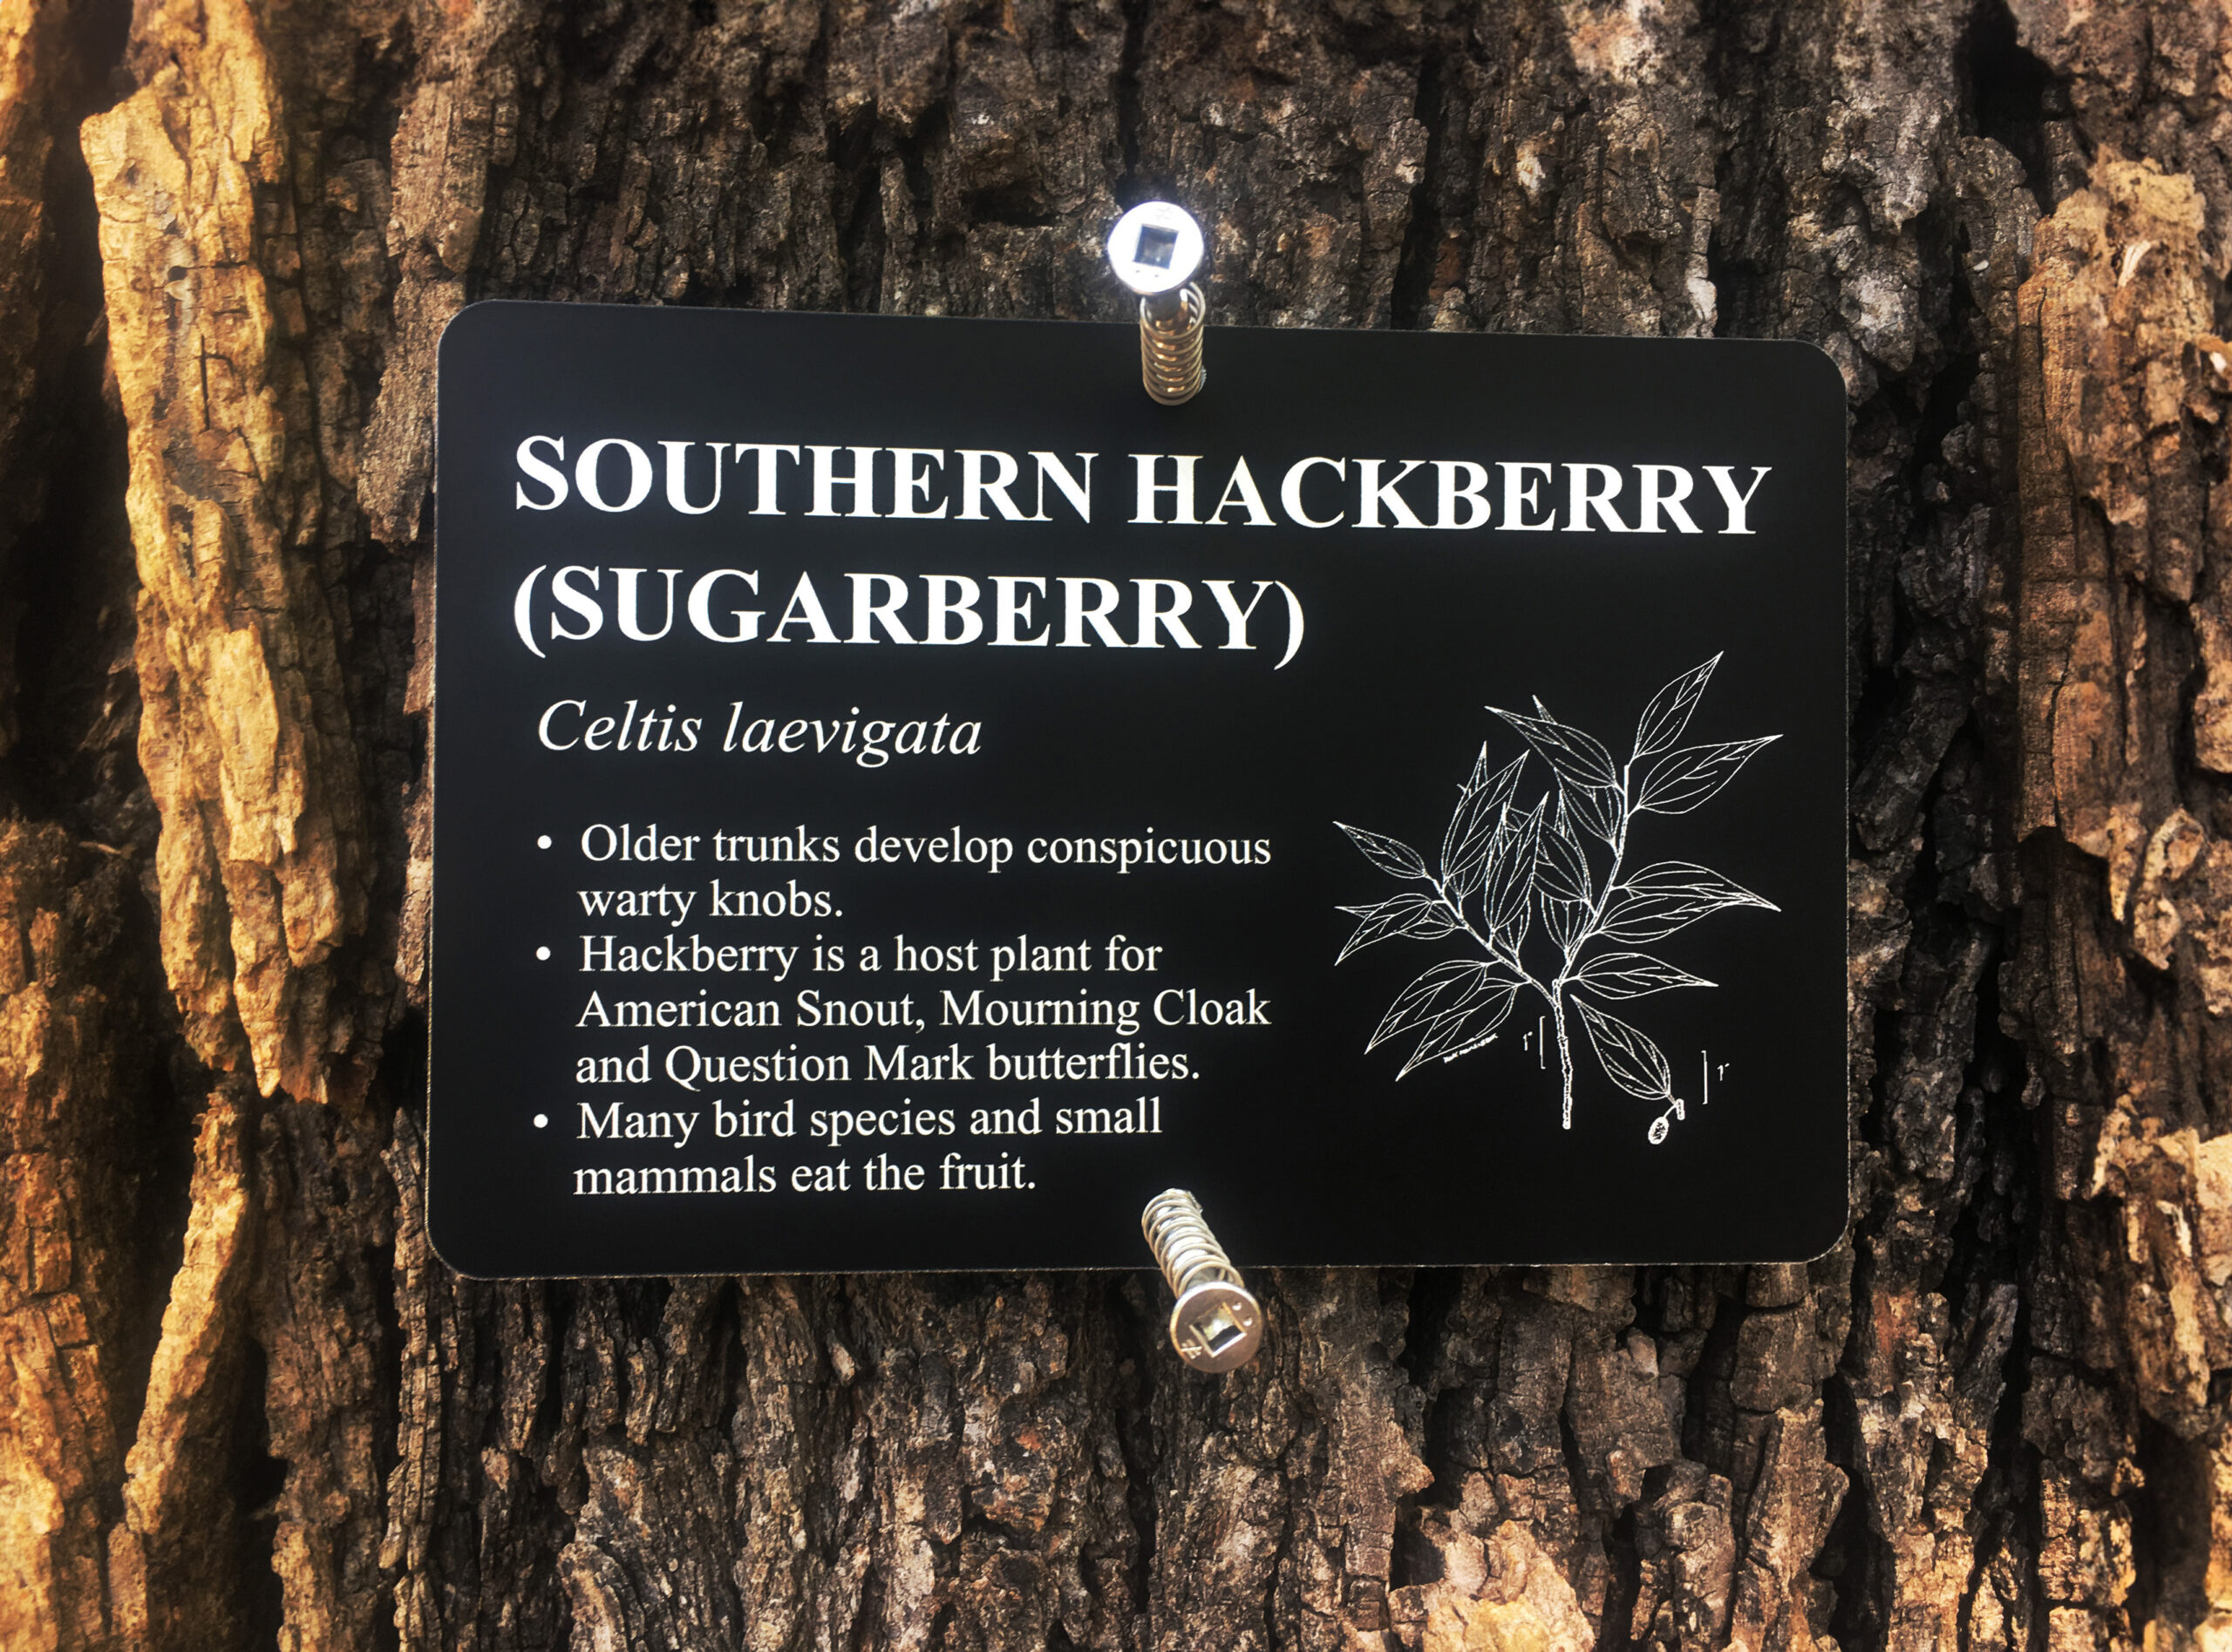 SOUTHERN HACKBERRY
(SUGARBERRY)
Celtis laevigata
• Older trunks develop conspicuous
warty knobs.
• Hackberry is a host plant for
American Snout, Mourning Cloak
and Question Mark butterflies.
• Many bird species and small
mammals eat the fruit.